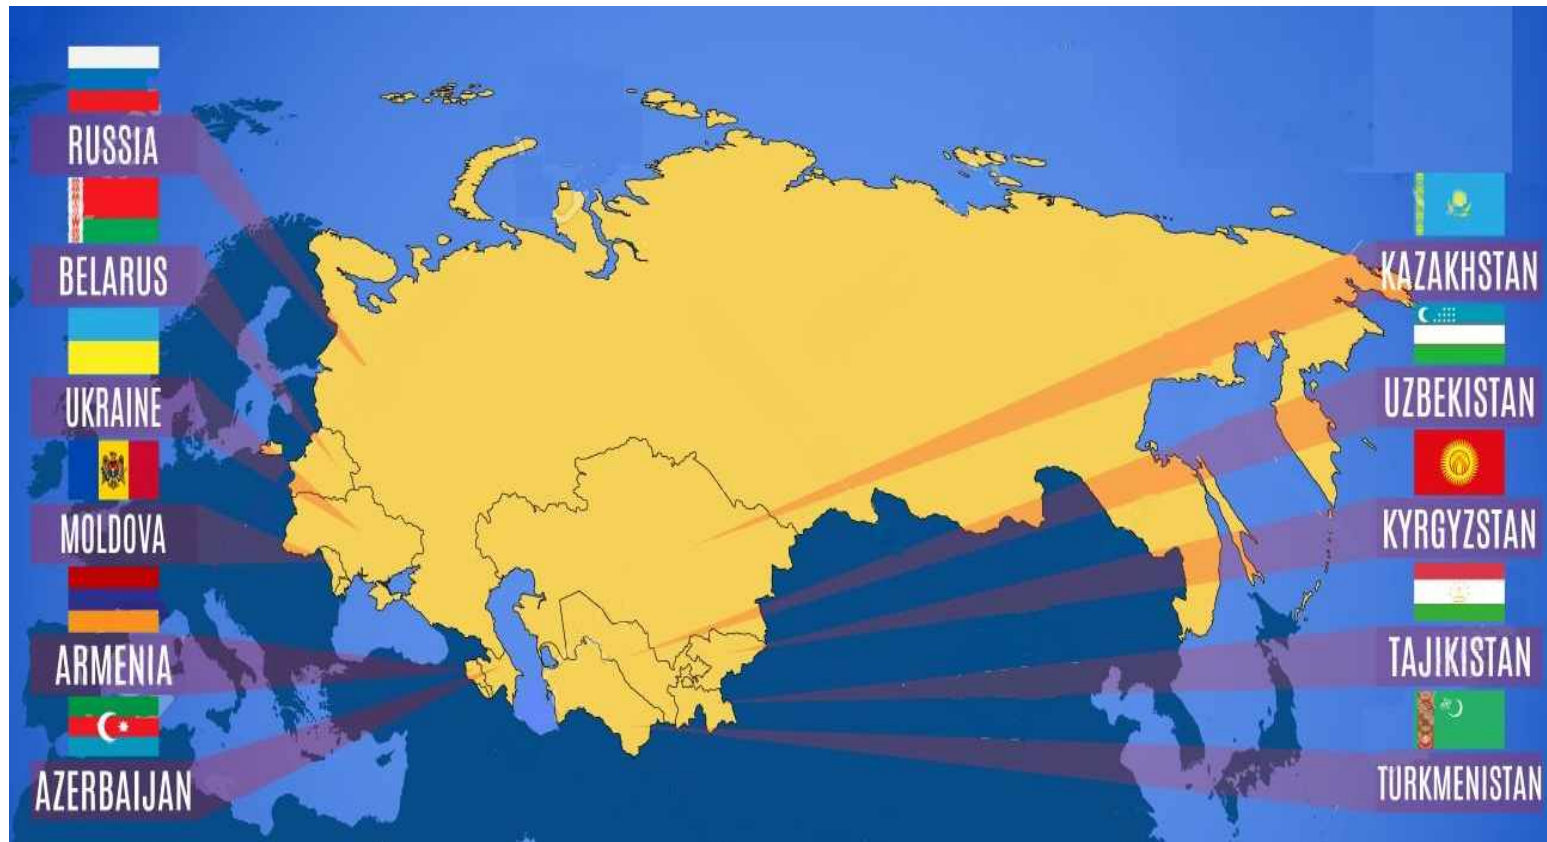 RUSSIA
BELARUS
UKRAINE
MOLDOVA
ARMENIA
AZERBAIJAN
KAZAKHSTAN
UZBEKISTAN
KYRGYZSTAN
TAJIKISTAN
TURKMENISTAN